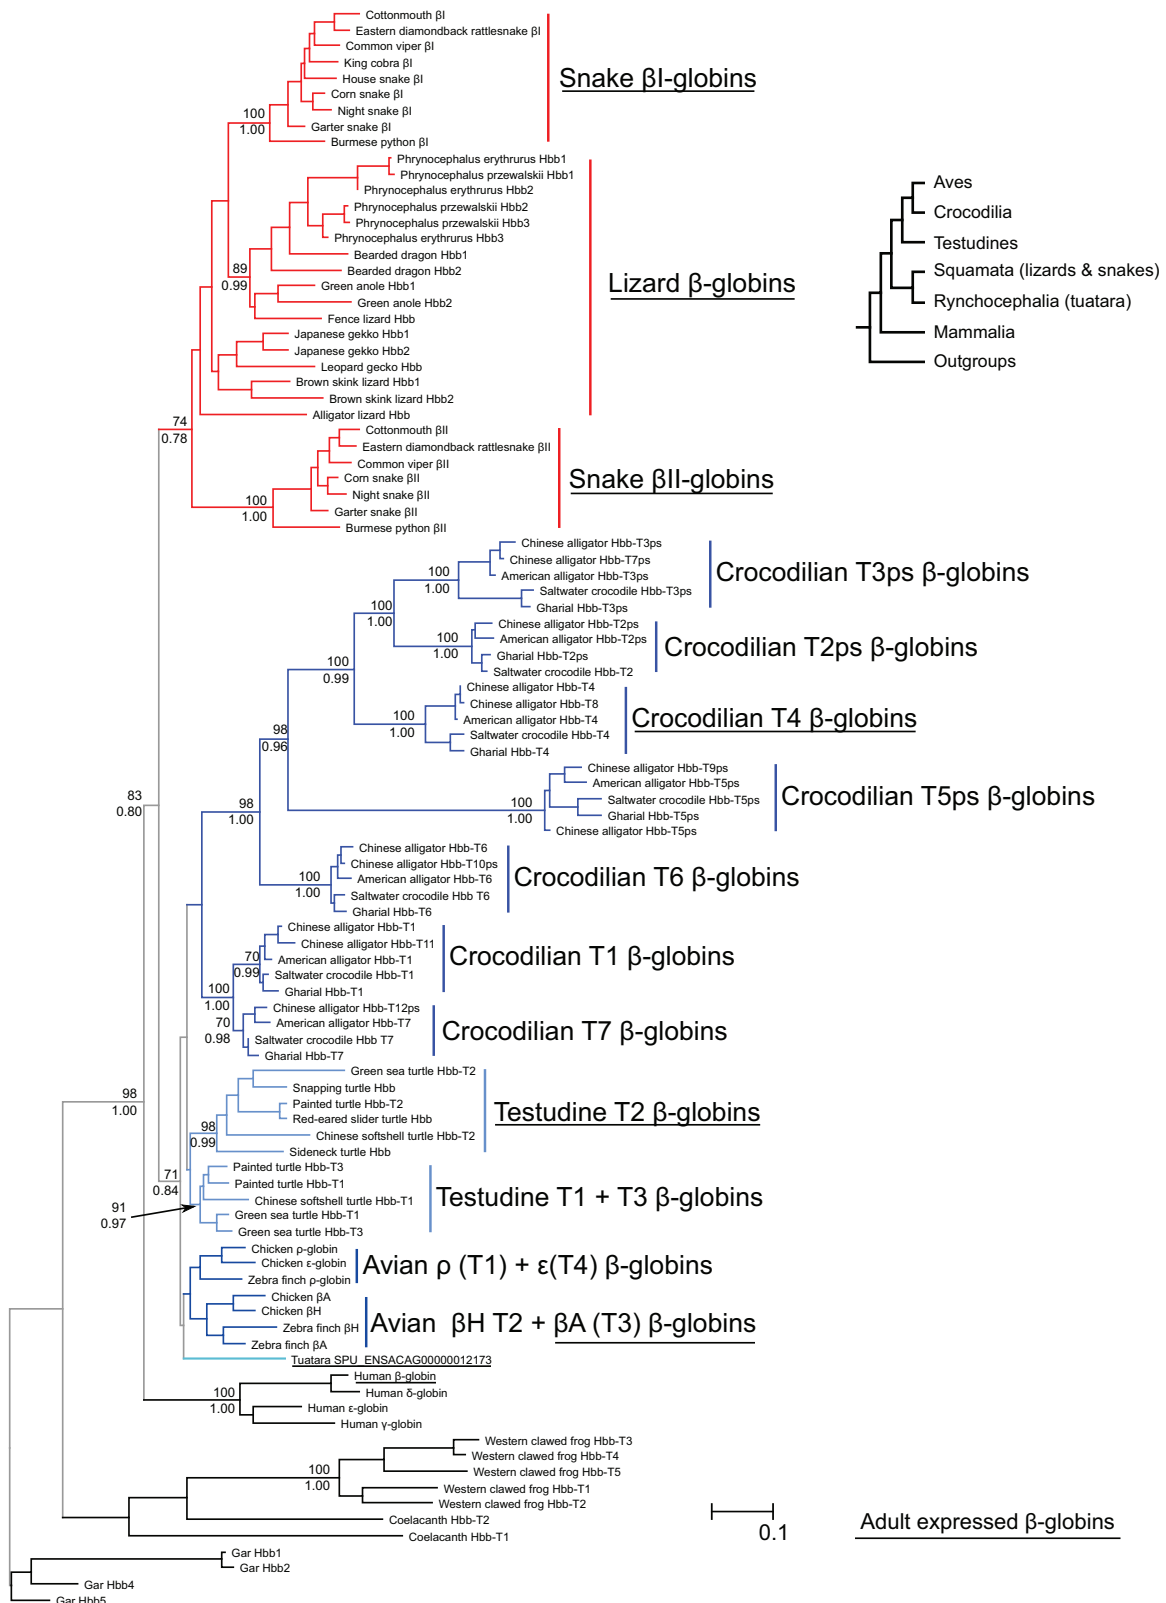 Cottonmouth βI
Eastern diamondback rattlesnake βI
Common viper βI
King cobra βI
House snake βI
Corn snake βI
Night snake βI
Garter snake βI
Burmese python βI
100
1.00
Snake βI-globins
Phrynocephalus erythrurus Hbb1
Phrynocephalus przewalskii Hbb1
Phrynocephalus erythrurus Hbb2
Phrynocephalus przewalskii Hbb2
Phrynocephalus przewalskii Hbb3
Phrynocephalus erythrurus Hbb3
Bearded dragon Hbb1
Bearded dragon Hbb2
Green anole Hbb1
Green anole Hbb2
Fence lizard Hbb
Japanese gekko Hbb1
Japanese gekko Hbb2
Leopard gecko Hbb
Brown skink lizard Hbb1
Brown skink lizard Hbb2
Alligator lizard Hbb
89
0.99
Lizard β-globins
Aves
Crocodilia
Testudines
Squamata (lizards & snakes)
Rynchocephalia (tuatara)
Mammalia
Outgroups
74
0.78
Cottonmouth βII
Eastern diamondback rattlesnake βII
Common viper βII
Corn snake βII
Night snake βII
Garter snake βII
Burmese python βII
100
1.00
Snake βII-globins
Chinese alligator Hbb-T3ps
Chinese alligator Hbb-T7ps
American alligator Hbb-T3ps
Saltwater crocodile Hbb-T3ps
Gharial Hbb-T3ps
100
1.00
Crocodilian T3ps β-globins
100
1.00
Chinese alligator Hbb-T2ps
American alligator Hbb-T2ps
Gharial Hbb-T2ps
Saltwater crocodile Hbb-T2
100
1.00
Crocodilian T2ps β-globins
100
0.99
Chinese alligator Hbb-T4
Chinese alligator Hbb-T8
American alligator Hbb-T4
Saltwater crocodile Hbb-T4
Gharial Hbb-T4
100
1.00
Crocodilian T4 β-globins
98
0.96
Chinese alligator Hbb-T9ps
American alligator Hbb-T5ps
Saltwater crocodile Hbb-T5ps
Gharial Hbb-T5ps
Chinese alligator Hbb-T5ps
100
1.00
Crocodilian T5ps β-globins
83
0.80
98
1.00
Chinese alligator Hbb-T6
Chinese alligator Hbb-T10ps
American alligator Hbb-T6
Saltwater crocodile Hbb T6
Gharial Hbb-T6
100
1.00
Crocodilian T6 β-globins
Chinese alligator Hbb-T1
Chinese alligator Hbb-T11
American alligator Hbb-T1
Saltwater crocodile Hbb-T1
Gharial Hbb-T1
70
0.99
Crocodilian T1 β-globins
100
1.00
Chinese alligator Hbb-T12ps
American alligator Hbb-T7
Saltwater crocodile Hbb T7
Gharial Hbb-T7
70
0.98
Crocodilian T7 β-globins
98
1.00
Green sea turtle Hbb-T2
Snapping turtle Hbb
Painted turtle Hbb-T2
Red-eared slider turtle Hbb
Chinese softshell turtle Hbb-T2
Sideneck turtle Hbb
98
0.99
Testudine T2 β-globins
71
0.84
Painted turtle Hbb-T3
Painted turtle Hbb-T1
Chinese softshell turtle Hbb-T1
Green sea turtle Hbb-T1
Green sea turtle Hbb-T3
91
0.97
Testudine T1 + T3 β-globins
Chicken ρ-globin
Chicken ε-globin
Zebra finch ρ-globin
Avian ρ (T1) + ε(T4) β-globins
Chicken βA
Chicken βH
Zebra finch βH
Zebra finch βA
Avian βH T2 + βA (T3) β-globins
Tuatara SPU_ENSACAG00000012173
Human β-globin
Human δ-globin
Human ε-globin
Human γ-globin
100
1.00
Western clawed frog Hbb-T3
Western clawed frog Hbb-T4
Western clawed frog Hbb-T5
Western clawed frog Hbb-T1
Western clawed frog Hbb-T2
100
1.00
Coelacanth Hbb-T2
Coelacanth Hbb-T1
0.1
Adult expressed β-globins
Gar Hbb1
Gar Hbb2
Gar Hbb4
Gar Hbb5